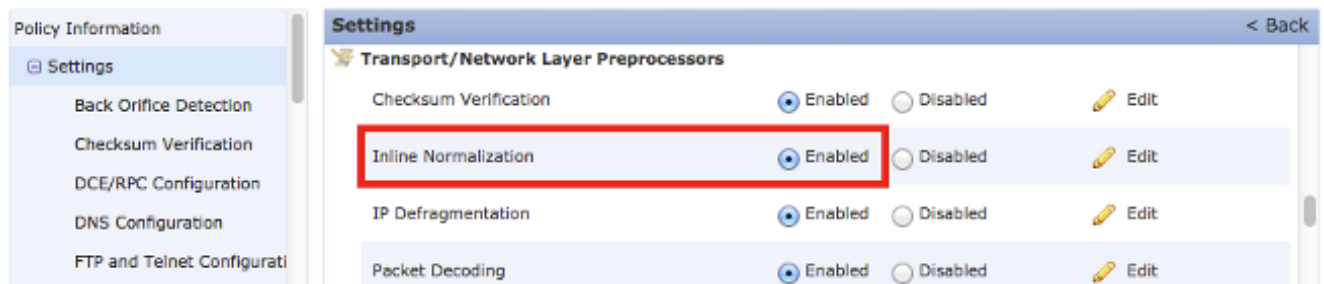 Policy Information
Settings
Back Orifice Detection
Checksum Verification
DCE/RPC Configuration
DNS Configuration
FTP and Telnet Configurati
Settings < Back
Transport/Network Layer Preprocessors
Checksum Verification Enabled Disabled Edit
Inline Normalization Enabled Disabled Edit
IP Defragmentation Enabled Disabled Edit
Packet Decoding Enabled Disabled Edit